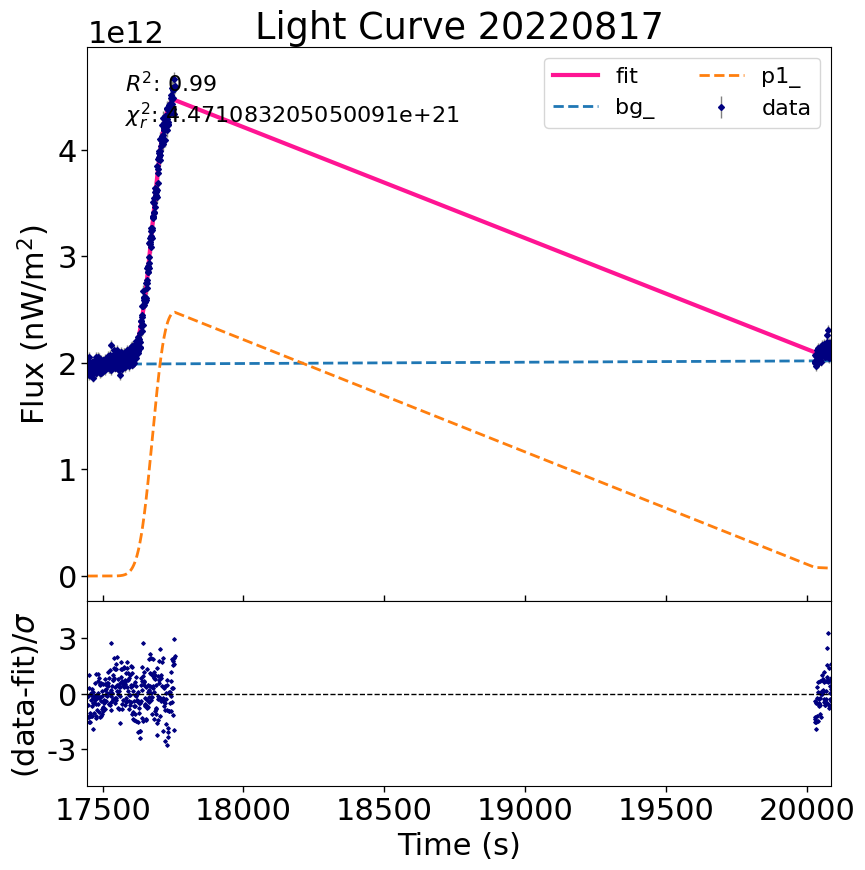 Light Curve 20220817
1e12
R²: 0.99
χ²ᵣ: 4.471083205050091e+21
fit
bg_
p1_
data
Flux (nW/m²)
4
3
2
1
0
(data-fit)/σ
3
0
-3
17500 18000 18500 19000 19500 20000
Time (s)